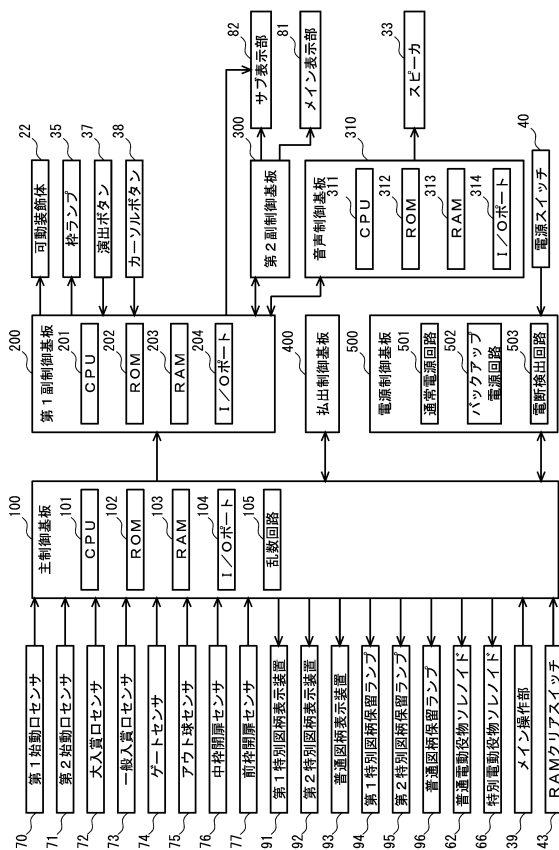 70
第1始動口センサ
71
第2始動口センサ
72
大入賞口センサ
73
一般入賞口センサ
74
ゲートセンサ
75
アウト球センサ
76
中枠開扉センサ
77
前枠開扉センサ
91
第1特別図柄表示装置
92
第2特別図柄表示装置
93
普通図柄表示装置
94
第1特別図柄保留ランプ
95
第2特別図柄保留ランプ
96
普通図柄保留ランプ
62
普通電動役物ソレノイド
66
特別電動役物ソレノイド
39
メイン操作部
43
RAMクリアスイッチ
100
主制御基板
101
CPU
102
ROM
103
RAM
104
I/Oポート
105
乱数回路
200
第1副制御基板
201
CPU
202
ROM
203
RAM
204
I/Oポート
400
払出制御基板
500
電源制御基板
501
通常電源回路
502
バックアップ
電源回路
503
電断検出回路
22
可動装飾体
35
枠ランプ
37
演出ボタン
38
カーソルボタン
300
第2副制御基板
310
音声制御基板
311
CPU
312
ROM
313
RAM
314
I/Oポート
40
電源スイッチ
82
サブ表示部
81
メイン表示部
33
スピーカ